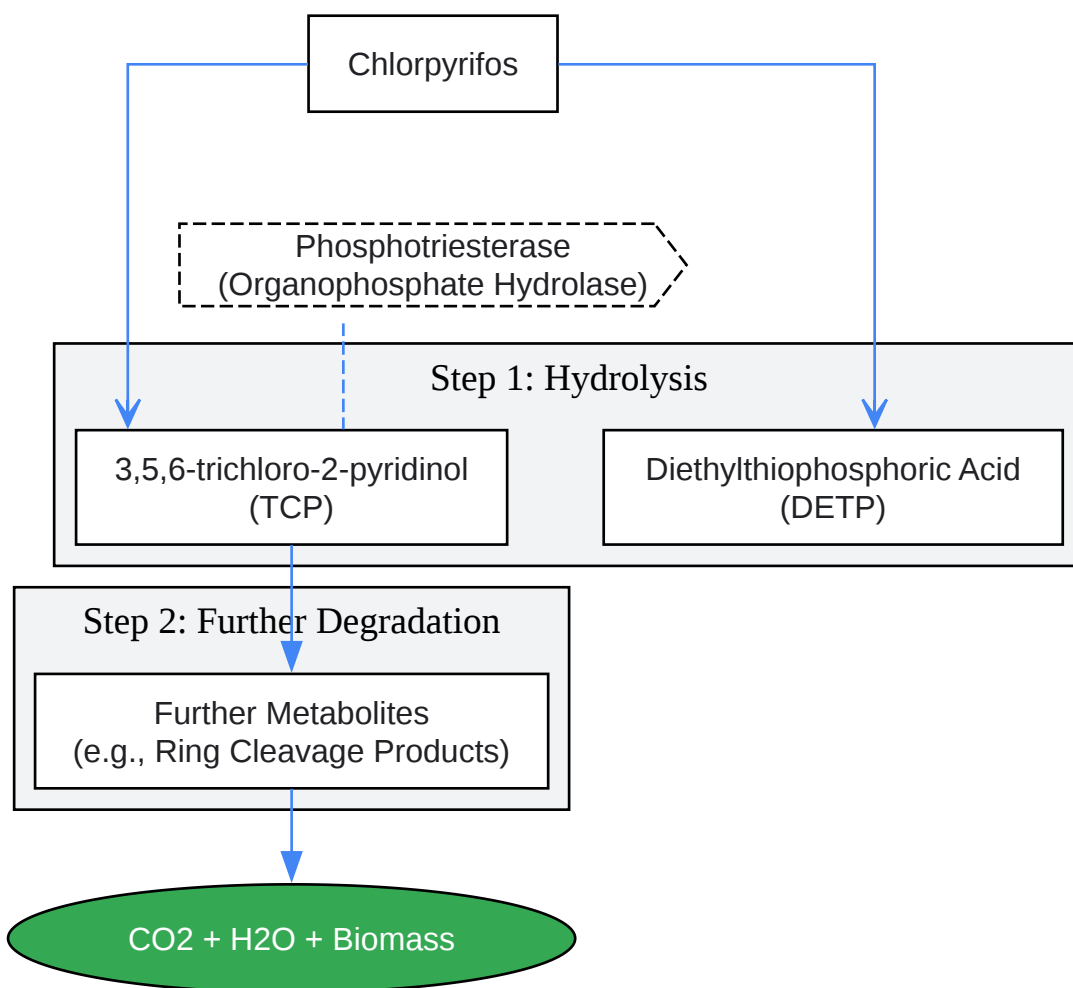 Chlorpyrifos
Phosphotriesterase
(Organophosphate Hydrolase)
Step 1: Hydrolysis
3,5,6-trichloro-2-pyridinol
(TCP)
Diethylthiophosphoric Acid
(DETP)
Step 2: Further Degradation
Further Metabolites
(e.g., Ring Cleavage Products)
CO2 + H2O + Biomass